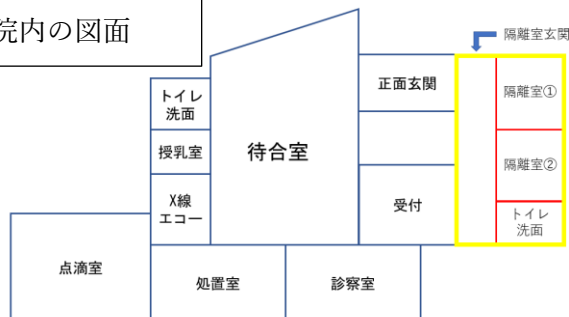 院内の図面
隔離室玄関
正面玄関
隔離室①
トイレ
洗面
授乳室
待合室
隔離室②
X線
エコー
受付
トイレ
洗面
点滴室
処置室
診察室